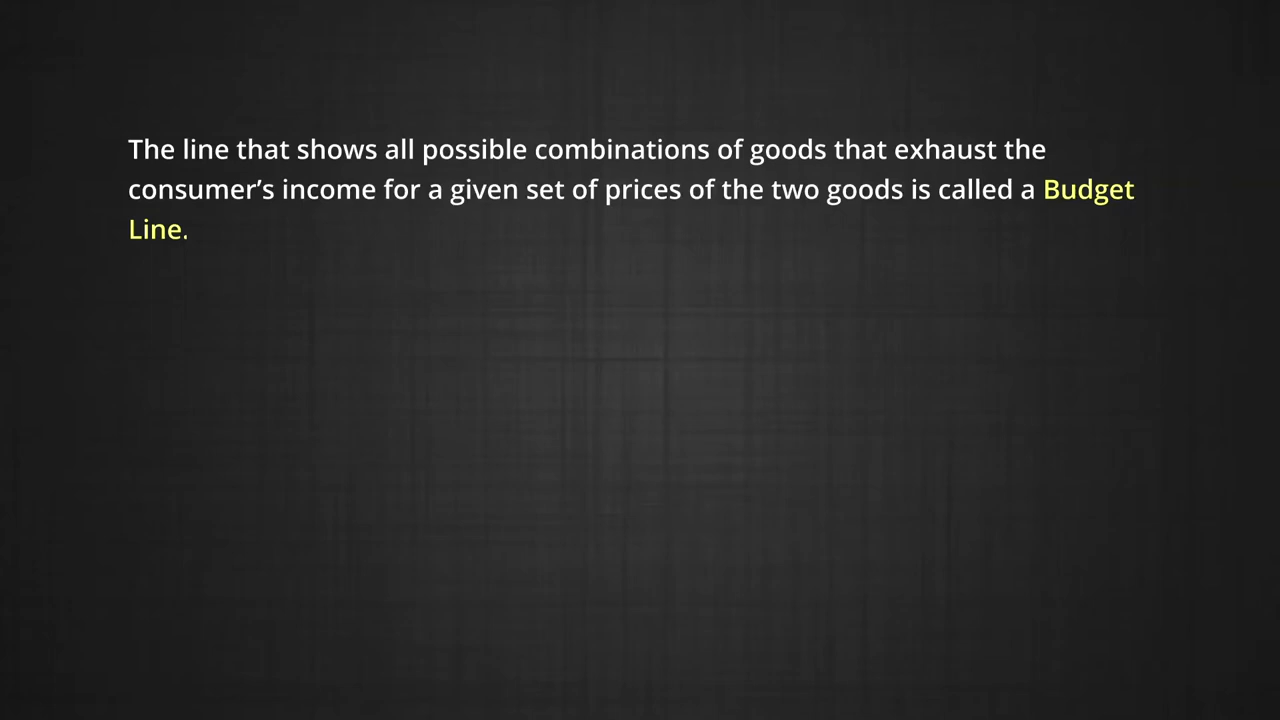 The line that shows all possible combinations of goods that exhaust the
consumer’s income for a given set of prices of the two goods is called a Budget
Line.